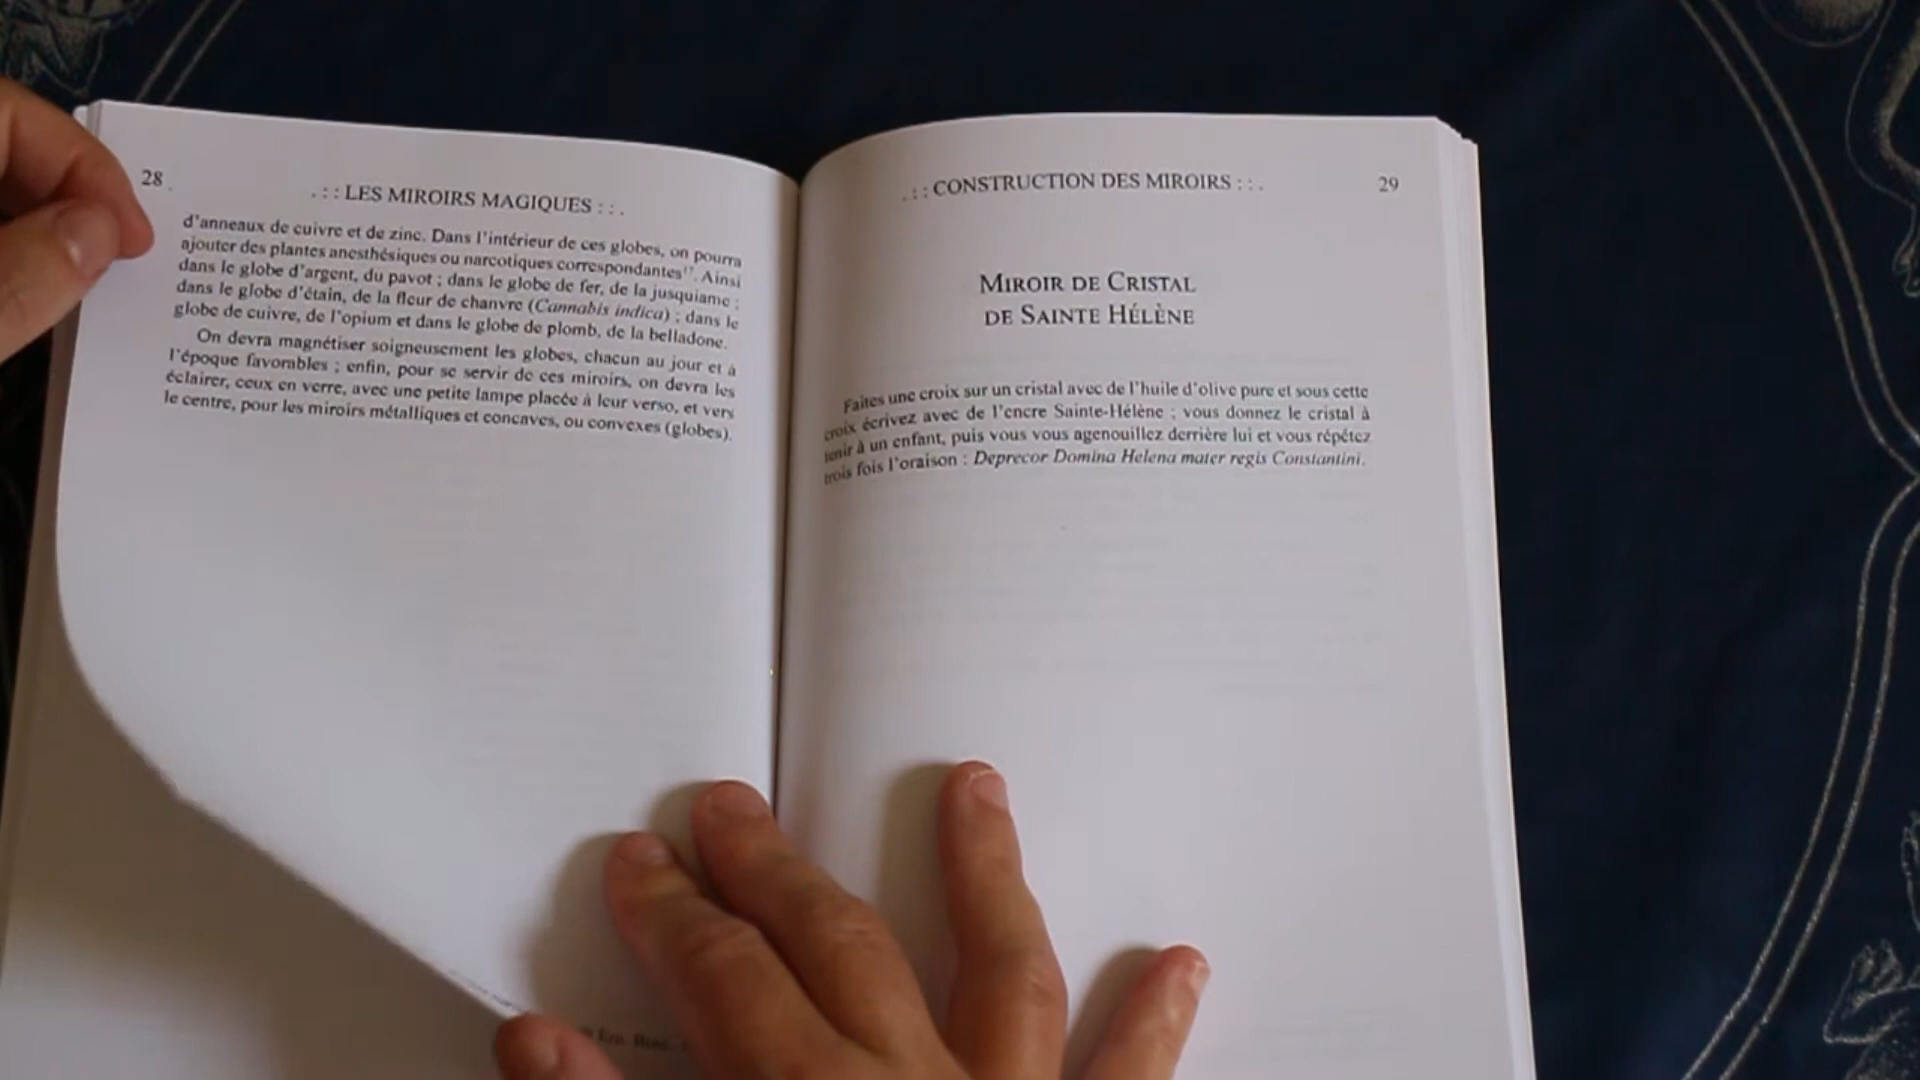 28
.::LES MIROIRS MAGIQUES::.
d'anneaux de cuivre et de zinc. Dans l'intérieur de ces globes, on pourra
ajouter des plantes anesthésiques ou narcotiques correspondantes¹⁷. Ainsi
dans le globe d'argent, du pavot ; dans le globe de fer, de la jusquiame ;
dans le globe d'étain, de la fleur de chanvre (Cannabis indica) ; dans le
globe de cuivre, de l'opium et dans le globe de plomb, de la belladone.
On devra magnétiser soigneusement les globes, chacun au jour et à
l'époque favorables ; enfin, pour se servir de ces miroirs, on devra les
éclairer, ceux en verre, avec une petite lampe placée à leur verso, et vers
le centre, pour les miroirs métalliques et concaves, ou convexes (globes).
.::CONSTRUCTION DES MIROIRS::.
29
MIROIR DE CRISTAL
DE SAINTE HÉLÈNE
Faites une croix sur un cristal avec de l'huile d'olive pure et sous cette
croix écrivez avec de l'encre Sainte-Hélène ; vous donnez le cristal à
tenir à un enfant, puis vous vous agenouillez derrière lui et vous répétez
trois fois l'oraison : Deprecor Domina Helena mater regis Constantini.